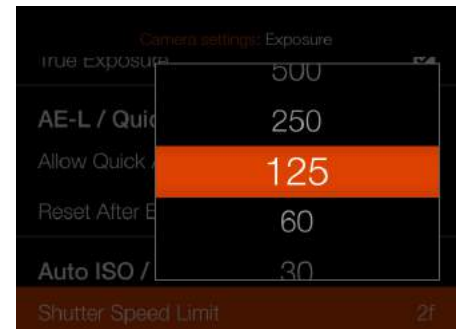 Camera settings: Exposure
True Exposure
500
AE-L / Quic
250
Allow Quick
125
Reset After E
60
Auto ISO /
30
Shutter Speed Limit 2f